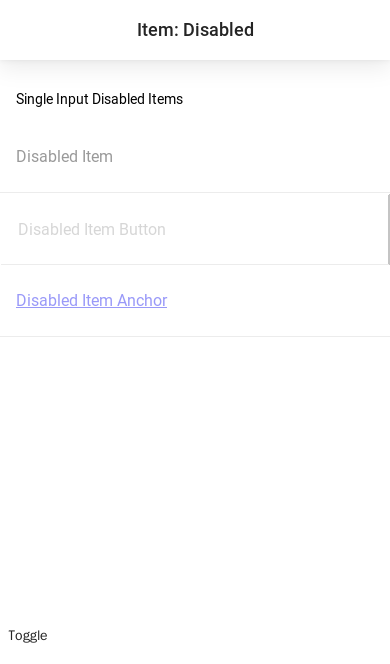 Item: Disabled
Single Input Disabled Items
Disabled Item
Disabled Item Button
Disabled Item Anchor
Toggle